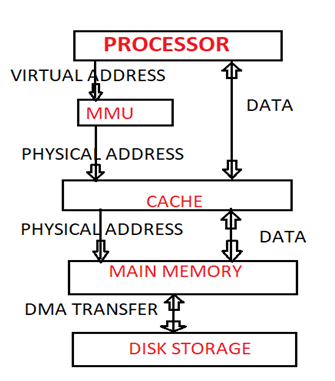 PROCESSOR
VIRTUAL ADDRESS
MMU
DATA
PHYSICAL ADDRESS
CACHE
PHYSICAL ADDRESS
DATA
MAIN MEMORY
DMA TRANSFER
DISK STORAGE